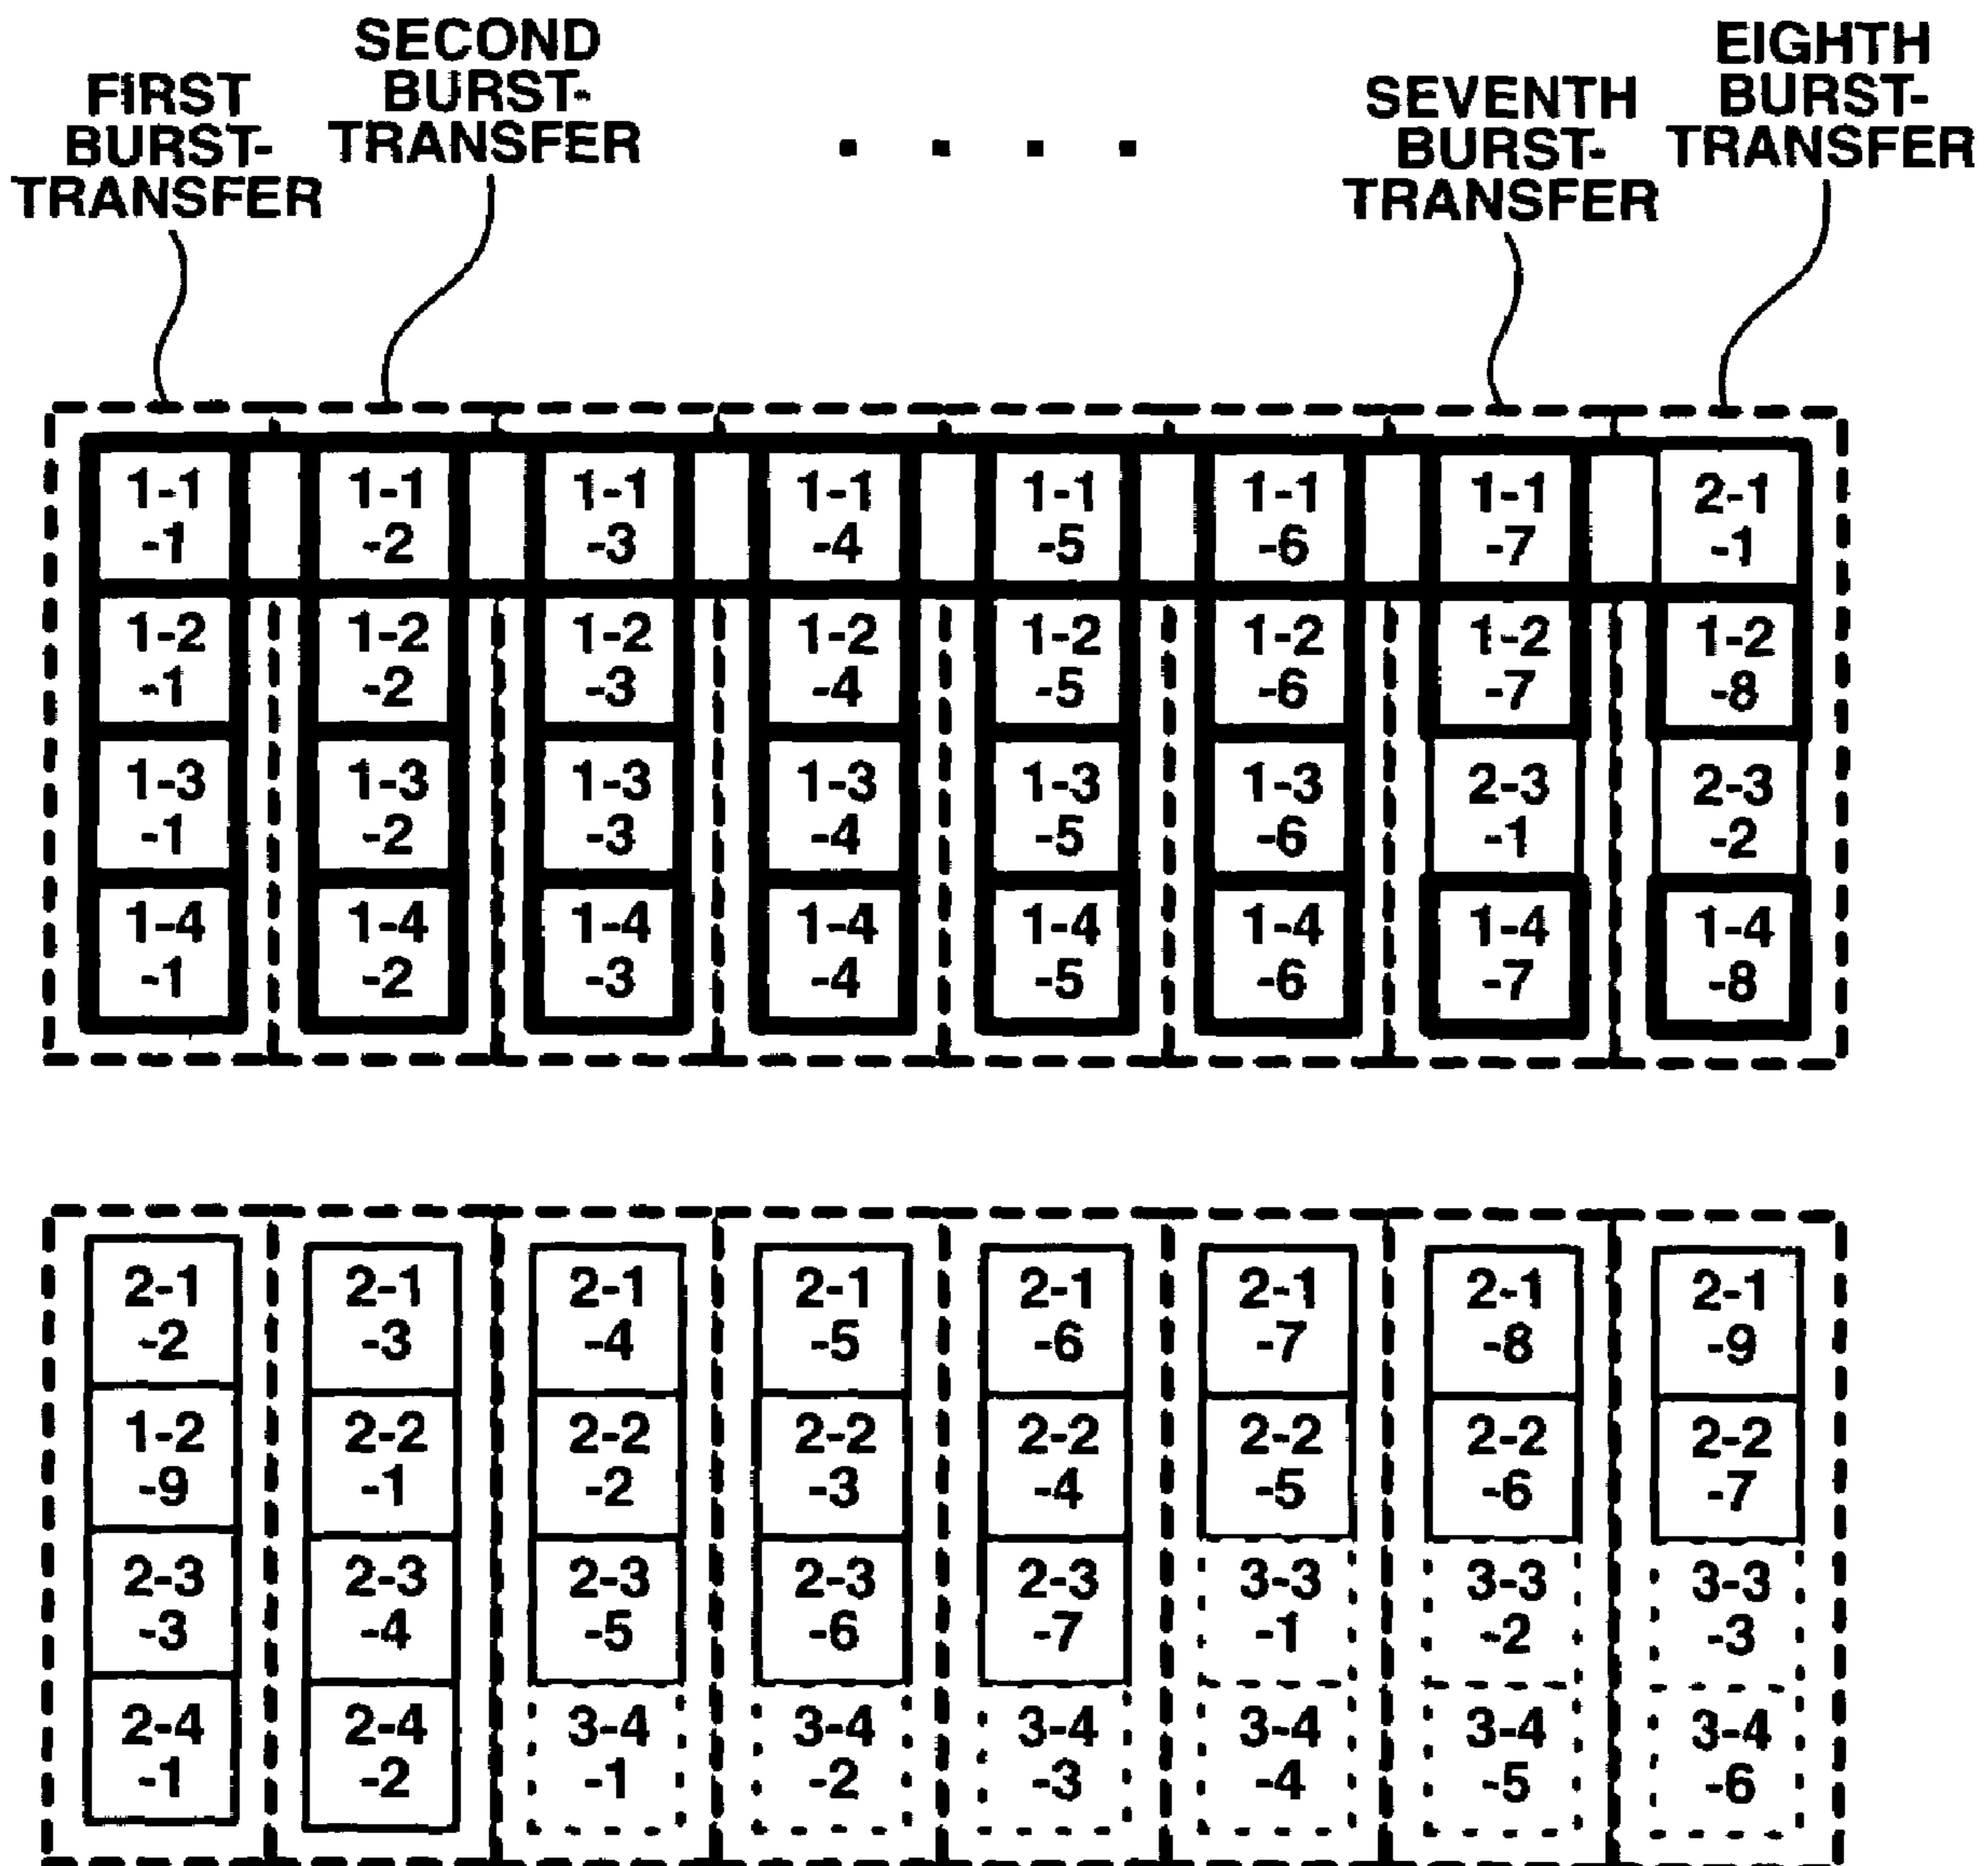 FIRST
BURST-
TRANSFER
SECOND
BURST-
TRANSFER
. . . .
SEVENTH
BURST-
TRANSFER
EIGHTH
BURST-
TRANSFER
1-1 1-1 1-1 1-1 1-1 1-1 1-1 2-1
-1 -2 -3 -4 -5 -6 -7 -1
1-2 1-2 1-2 1-2 1-2 1-2 1-2 1-2
-1 -2 -3 -4 -5 -6 -7 -8
1-3 1-3 1-3 1-3 1-3 1-3 2-3 2-3
-1 -2 -3 -4 -5 -6 -1 -2
1-4 1-4 1-4 1-4 1-4 1-4 1-4 1-4
-1 -2 -3 -4 -5 -6 -7 -8
2-1 2-1 2-1 2-1 2-1 2-1 2-1 2-1
-2 -3 -4 -5 -6 -7 -8 -9
1-2 2-2 2-2 2-2 2-2 2-2 2-2 2-2
-9 -1 -2 -3 -4 -5 -6 -7
2-3 2-3 2-3 2-3 2-3 3-3 3-3 3-3
-3 -4 -5 -6 -7 -1 -2 -3
2-4 2-4 3-4 3-4 3-4 3-4 3-4 3-4
-1 -2 -1 -2 -3 -4 -5 -6